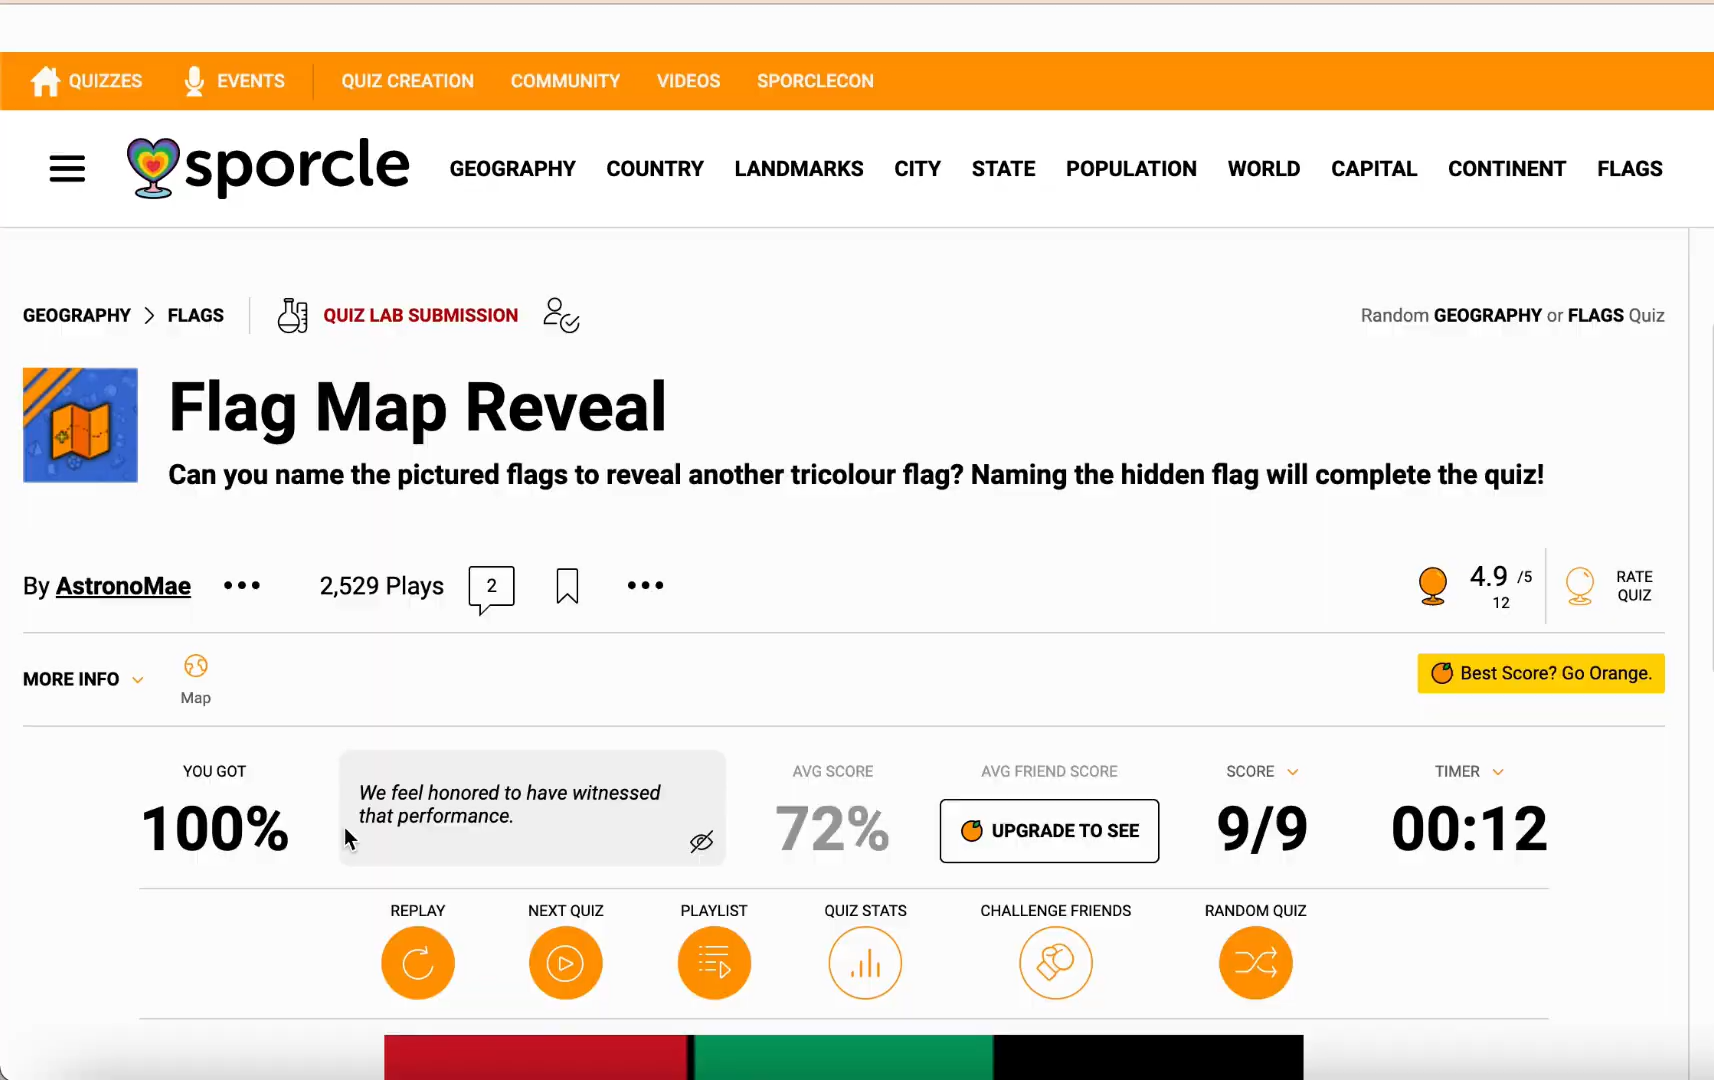 QUIZZES EVENTS QUIZ CREATION COMMUNITY VIDEOS SPORCLECON
sporcle GEOGRAPHY COUNTRY LANDMARKS CITY STATE POPULATION WORLD CAPITAL CONTINENT FLAGS
GEOGRAPHY FLAGS QUIZ LAB SUBMISSION Random GEOGRAPHY or FLAGS Quiz
Flag Map Reveal
Can you name the pictured flags to reveal another tricolour flag? Naming the hidden flag will complete the quiz!
By AstronoMae ••• 2,529 Plays 2 ••• 4.9 /5 12 RATE QUIZ
MORE INFO Map Best Score? Go Orange.
YOU GOT
100%
We feel honored to have witnessed
that performance.
AVG SCORE
72%
AVG FRIEND SCORE
UPGRADE TO SEE
SCORE
9/9
TIMER
00:12
REPLAY NEXT QUIZ PLAYLIST QUIZ STATS CHALLENGE FRIENDS RANDOM QUIZ